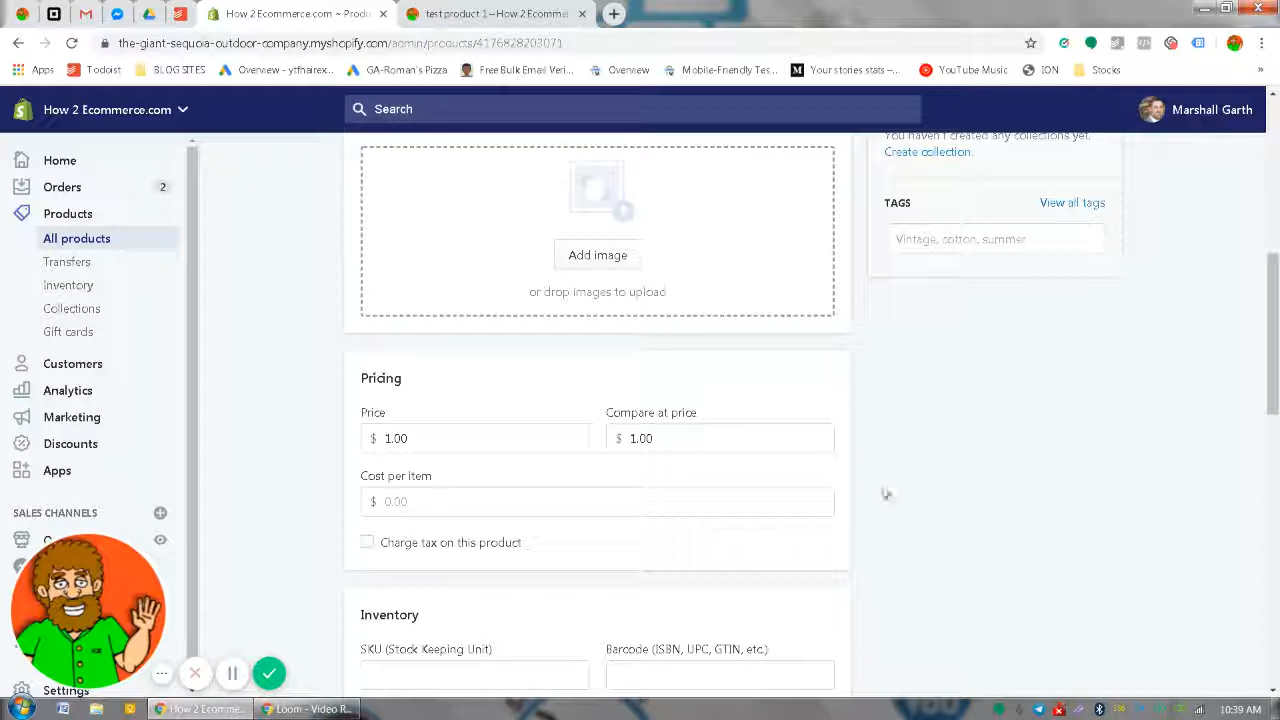 How 2 Ecommerce.com ~ Produ
test product 1 – How 2 Ecomme
the-giant-sequoia-outdoor-company.myshopify.com/admin/products/
Apps
Todoist
BLOG SITES
Overview - ytfhaire...
GA-Roman's Pizza
Free Bulk Email Veri...
Overview
Mobile-Friendly Tes...
Your stories stats –...
YouTube Music
ION
Stocks
»
How 2 Ecommerce.com
Search
Marshall Garth
Home
Orders
2
Products
All products
Transfers
Inventory
Collections
Gift cards
Customers
Analytics
Marketing
Discounts
Apps
SALES CHANNELS
Settings
Add image
or drop images to upload
You haven't created any collections yet.
Create collection.
TAGS
View all tags
Vintage, cotton, summer
Pricing
Price
Compare at price
$ 1.00
$ 1.00
Cost per item
$ 0.00
Charge tax on this product
Inventory
SKU (Stock Keeping Unit)
Barcode (ISBN, UPC, GTIN, etc.)
How 2 Ecomme...
Loom - Video R...
10:39 AM